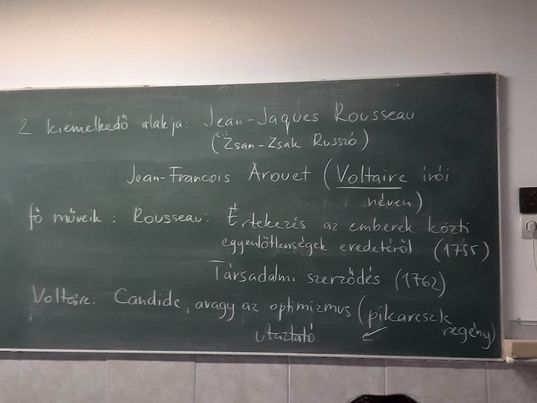 2 kiemelkedő alakja: Jean-Jaques Rousseau
(Zsan-Zsak Russzó)
Jean-Francois Arouet (Voltaire írói
néven)
fő műveik: Rousseau: Értekezés az emberek közti
egyenlőtlenségek eredetéről (1755)
Társadalmi szerződés (1762)
Voltaire: Candide, avagy az optimizmus (pikareszk
regény)
utaztató